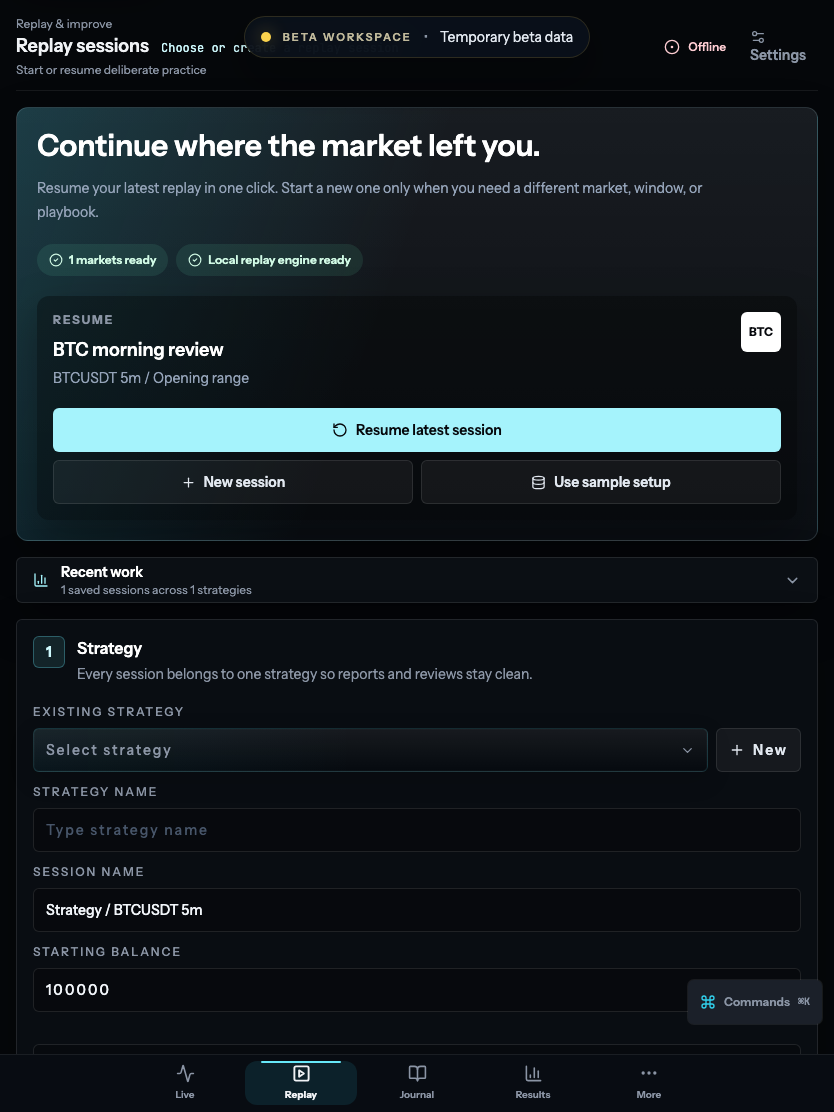 Replay & improve
Replay sessions
Choose or cr
BETA WORKSPACE · Temporary beta data
Offline
Settings
Start or resume deliberate practice
Continue where the market left you.
Resume your latest replay in one click. Start a new one only when you need a different market, window, or
playbook.
1 markets ready
Local replay engine ready
RESUME
BTC morning review
BTCUSDT 5m / Opening range
BTC
Resume latest session
New session
Use sample setup
Recent work
1 saved sessions across 1 strategies
1
Strategy
Every session belongs to one strategy so reports and reviews stay clean.
EXISTING STRATEGY
Select strategy
New
STRATEGY NAME
Type strategy name
SESSION NAME
Strategy / BTCUSDT 5m
STARTING BALANCE
100000
Commands ⌘K
Live
Replay
Journal
Results
More